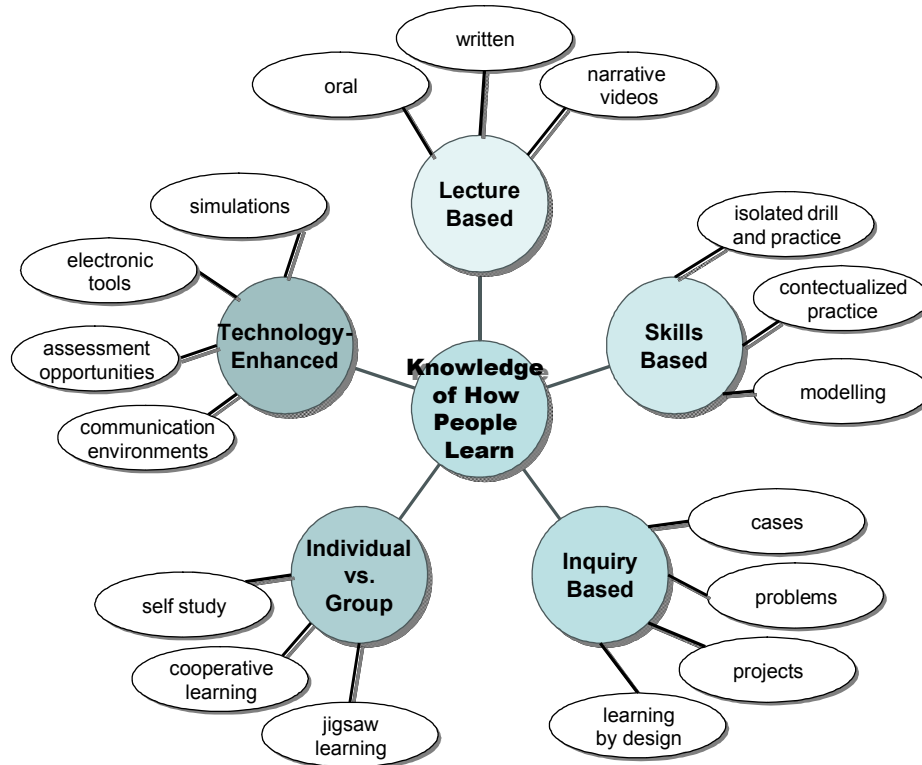 written
oral
narrative
videos
Lecture
Based
simulations
electronic
tools
assessment
opportunities
communication
environments
Technology-
Enhanced
isolated drill
and practice
contectualized
practice
modelling
Skills
Based
Knowledge
of How
People
Learn
Individual
vs.
Group
self study
cooperative
learning
jigsaw
learning
Inquiry
Based
cases
problems
projects
learning
by design